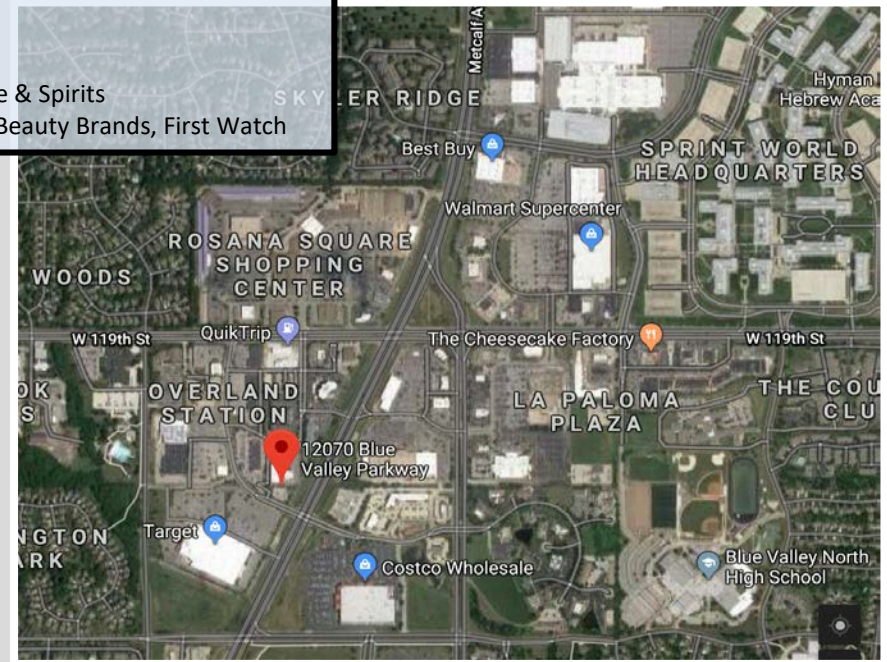 e & Spirits
Beauty Brands, First Watch
Metcalf A
SKYLER RIDGE
Hyman
Hebrew Aca
Best Buy
SPRINT WORLD
HEADQUARTERS
Walmart Supercenter
ROSANA SQUARE
SHOPPING
CENTER
WOODS
W 119th St
QuikTrip
The Cheesecake Factory
W 119th St
OK
S
OVERLAND
STATION
LA PALOMA
PLAZA
THE COU
CLU
12070 Blue
Valley Parkway
Target
NGTON
ARK
Costco Wholesale
Blue Valley North
High School